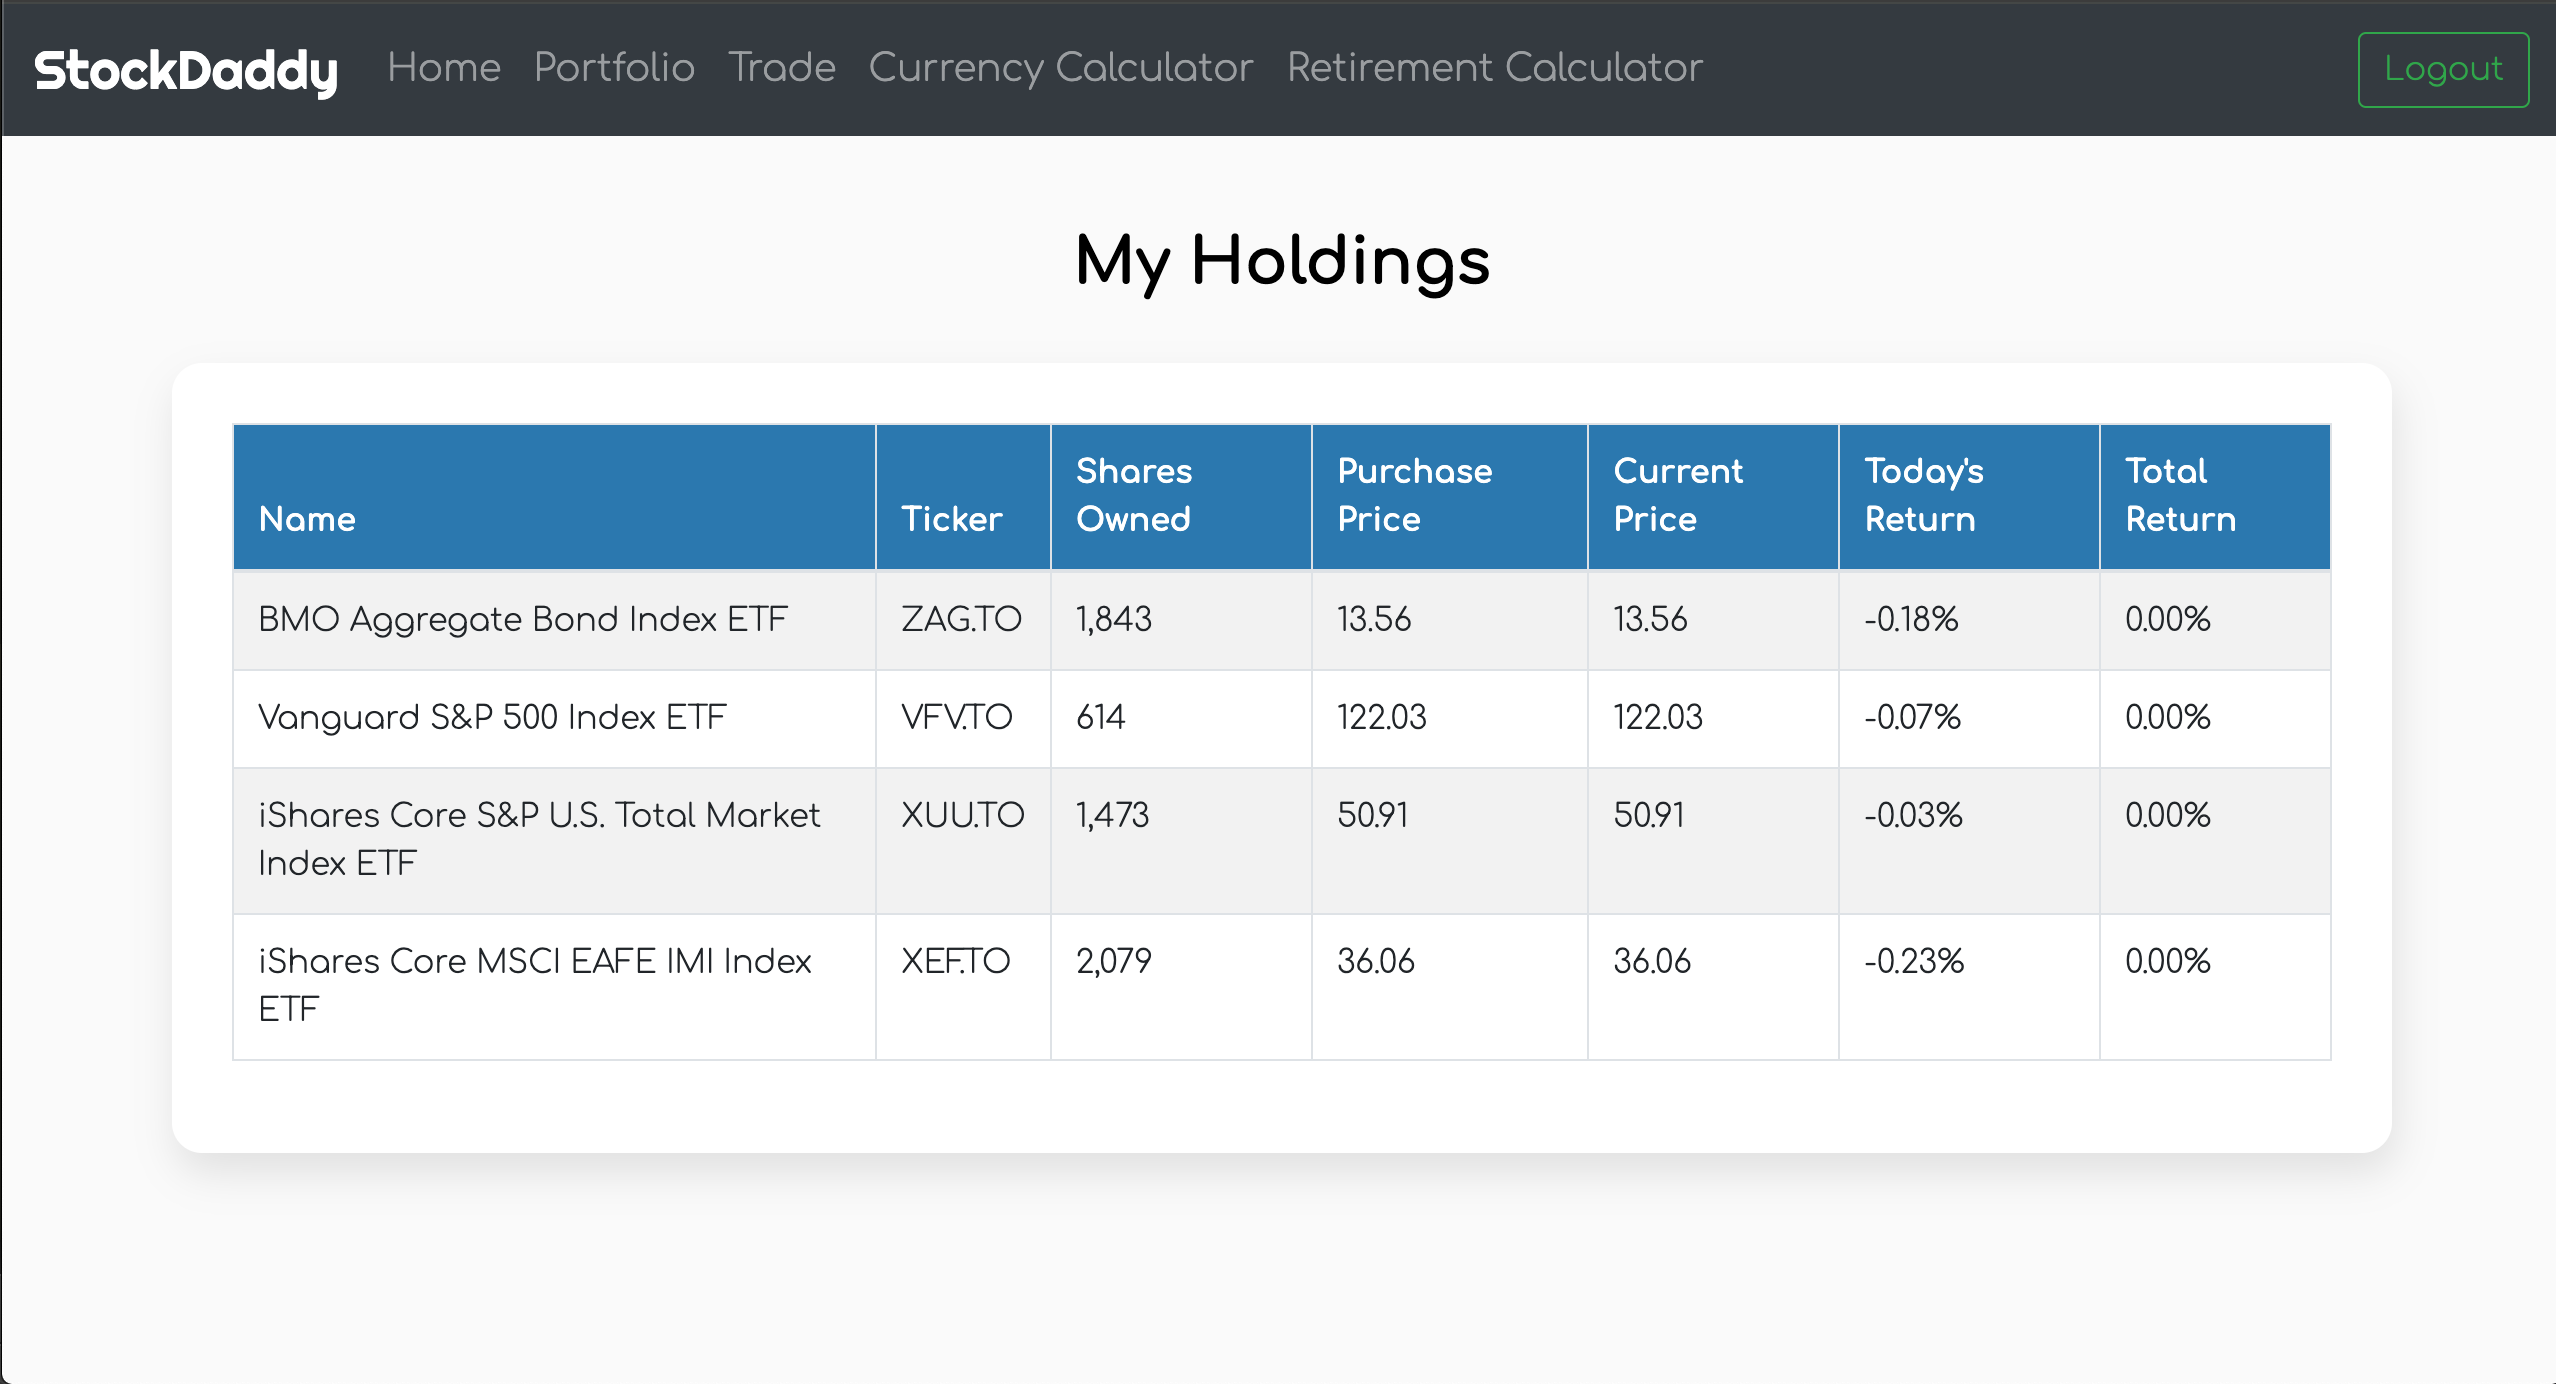 StockDaddy Home Portfolio Trade Currency Calculator Retirement Calculator Logout
My Holdings
Name Ticker Shares Owned Purchase Price Current Price Today's Return Total Return
BMO Aggregate Bond Index ETF ZAG.TO 1,843 13.56 13.56 -0.18% 0.00%
Vanguard S&P 500 Index ETF VFV.TO 614 122.03 122.03 -0.07% 0.00%
iShares Core S&P U.S. Total Market XUU.TO 1,473 50.91 50.91 -0.03% 0.00%
Index ETF
iShares Core MSCI EAFE IMI Index XEF.TO 2,079 36.06 36.06 -0.23% 0.00%
ETF